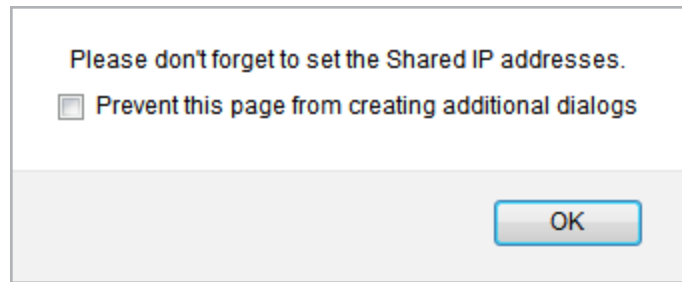 Please don't forget to set the Shared IP addresses.
Prevent this page from creating additional dialogs
OK